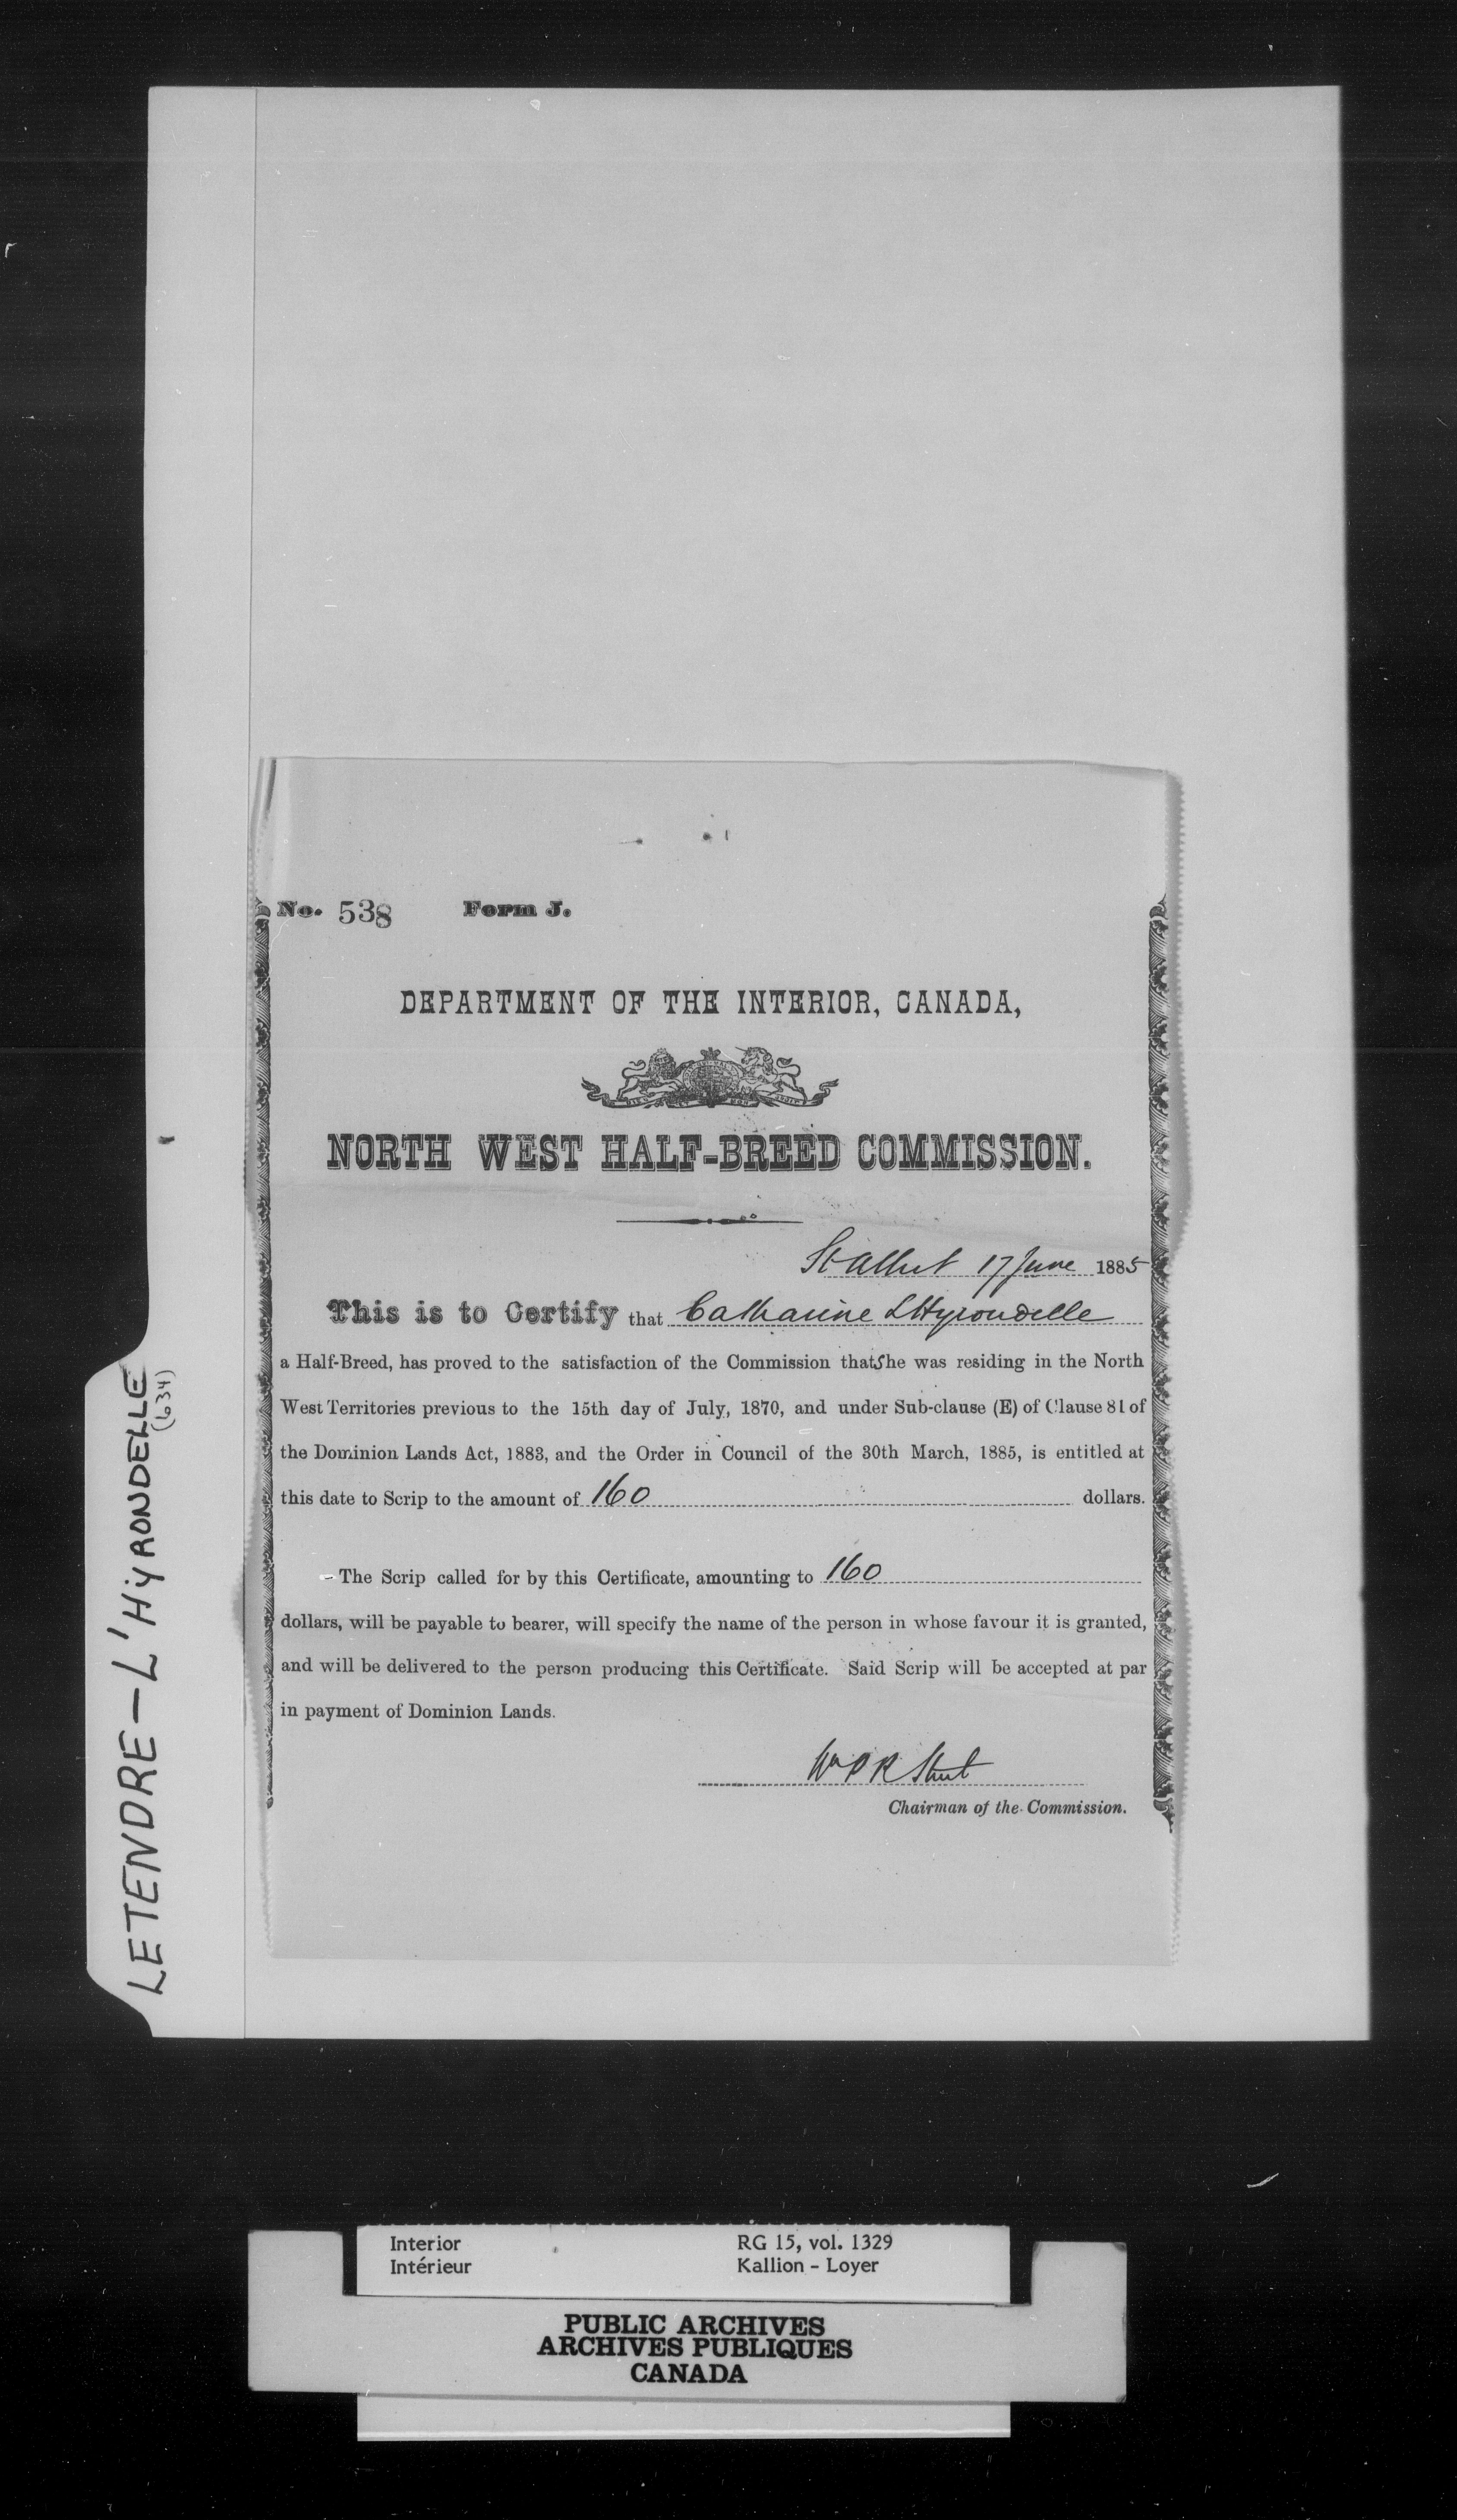 No. 538 Form J.
DEPARTMENT OF THE INTERIOR, CANADA,
NORTH WEST HALF-BREED COMMISSION.
St Albert 17 June 1885
This is to Certify that Catharine LHyrondelle
a Half-Breed, has proved to the satisfaction of the Commission that She was residing in the North
West Territories previous to the 15th day of July, 1870, and under Sub-clause (E) of Clause 81 of
the Dominion Lands Act, 1883, and the Order in Council of the 30th March, 1885, is entitled at
this date to Scrip to the amount of 160 dollars.
- The Scrip called for by this Certificate, amounting to 160
dollars, will be payable to bearer, will specify the name of the person in whose favour it is granted,
and will be delivered to the person producing this Certificate. Said Scrip will be accepted at par
in payment of Dominion Lands.
Wm P R Street
Chairman of the Commission.
LETENDRE — L'HYRONDELLE
(634)
Interior RG 15, vol. 1329
Intérieur Kallion - Loyer
PUBLIC ARCHIVES
ARCHIVES PUBLIQUES
CANADA